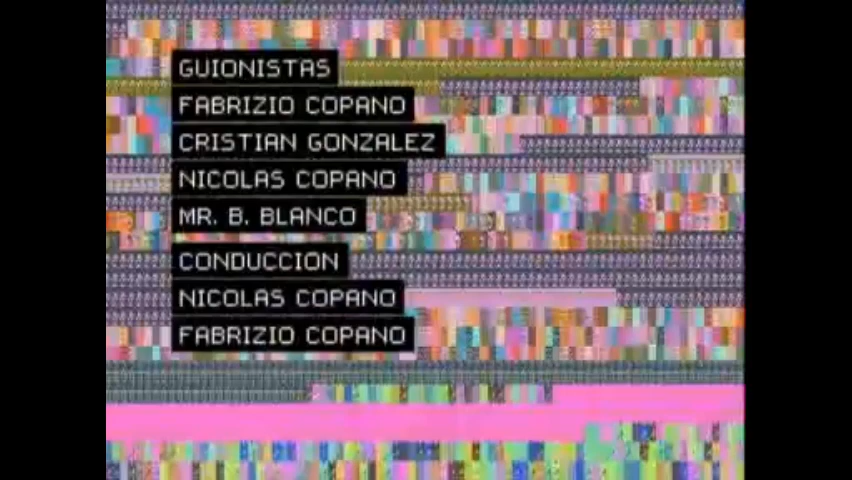 GUIONISTAS
FABRIZIO COPANO
CRISTIAN GONZALEZ
NICOLAS COPANO
MR. B. BLANCO
CONDUCCION
NICOLAS COPANO
FABRIZIO COPANO